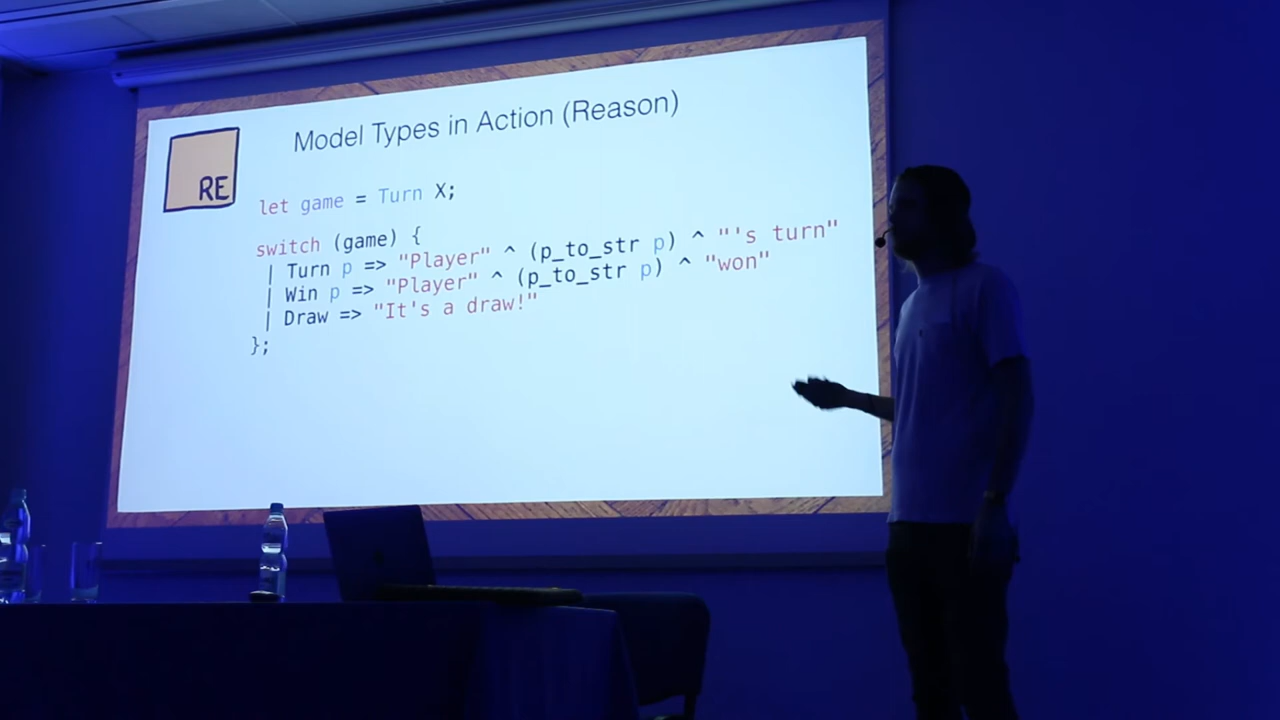 Model Types in Action (Reason)
RE
let game = Turn X;
switch (game) {
| Turn p => "Player" ^ (p_to_str p) ^ "'s turn"
| Win p => "Player" ^ (p_to_str p) ^ "won"
| Draw => "It's a draw!"
};